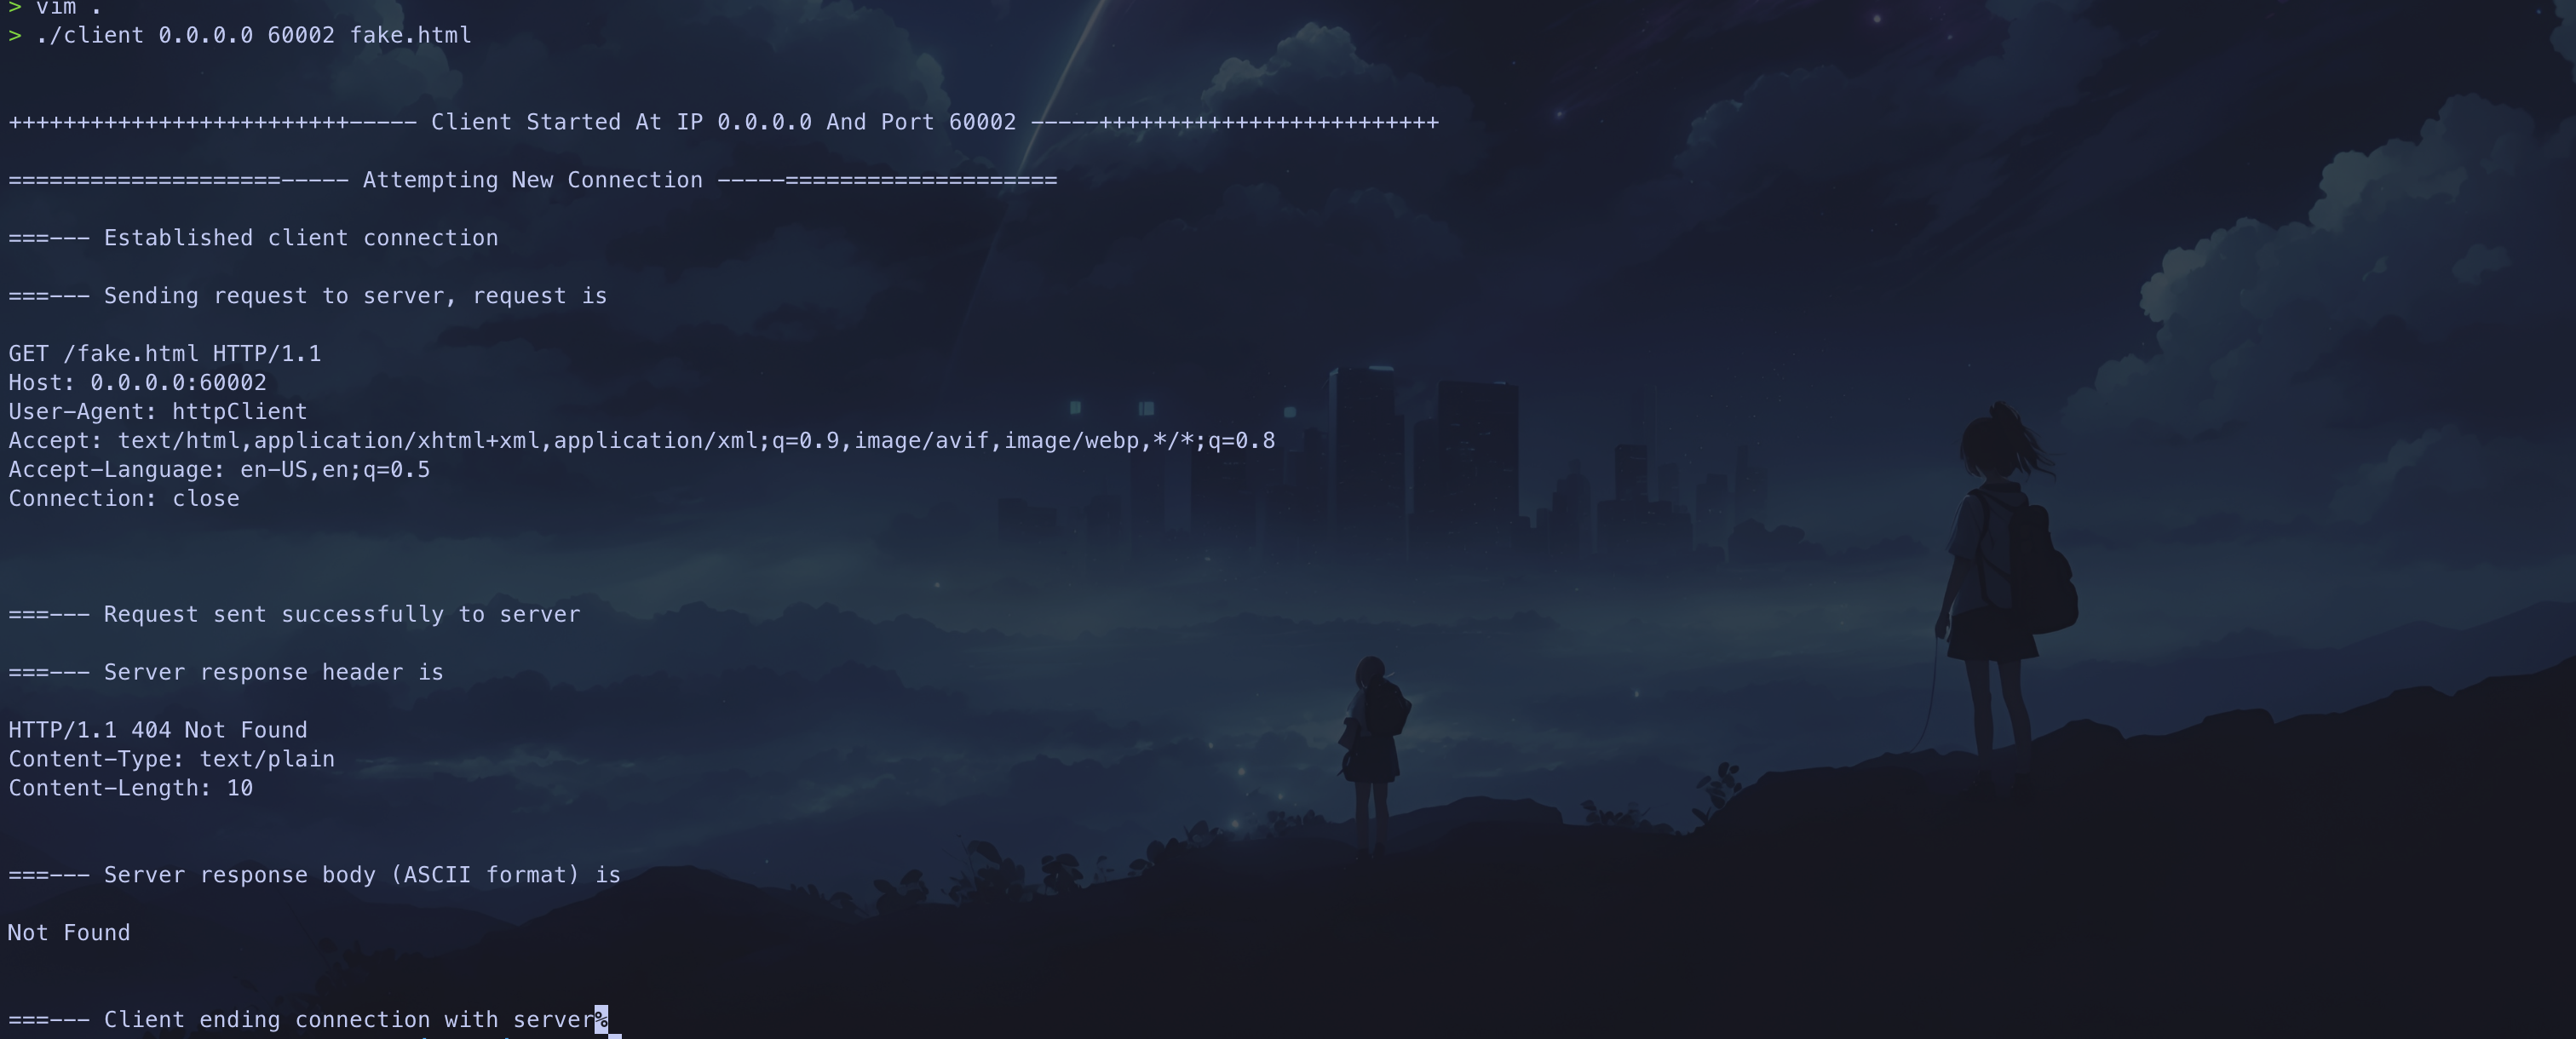 > vim .
> ./client 0.0.0.0 60002 fake.html
+++++++++++++++++++++++++----- Client Started At IP 0.0.0.0 And Port 60002 -----+++++++++++++++++++++++++
====================----- Attempting New Connection -----====================
===--- Established client connection
===--- Sending request to server, request is
GET /fake.html HTTP/1.1
Host: 0.0.0.0:60002
User-Agent: httpClient
Accept: text/html,application/xhtml+xml,application/xml;q=0.9,image/avif,image/webp,*/*;q=0.8
Accept-Language: en-US,en;q=0.5
Connection: close
===--- Request sent successfully to server
===--- Server response header is
HTTP/1.1 404 Not Found
Content-Type: text/plain
Content-Length: 10
===--- Server response body (ASCII format) is
Not Found
===--- Client ending connection with server%